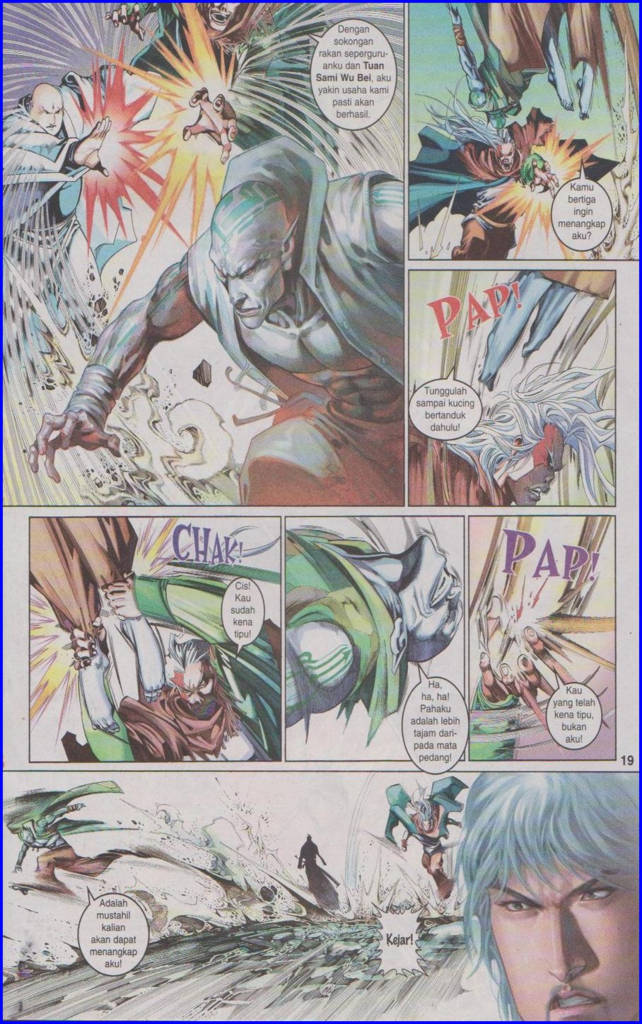 Dengan
sokongan
rakan seperguru-
anku dan Tuan
Sami Wu Bei, aku
yakin usaha kami
pasti akan
berhasil.
Kamu
bertiga
ingin
menangkap
aku?
PAP!
Tunggulah
sampai kucing
bertanduk
dahulu!
CHAK!
Cis!
Kau
sudah
kena
tipu!
Ha,
ha, ha!
Pahaku
adalah lebih
tajam dari-
pada mata
pedang!
PAP!
Kau
yang telah
kena tipu,
bukan
aku!
19
Adalah
mustahil
kalian
akan dapat
menangkap
aku!
Kejar!